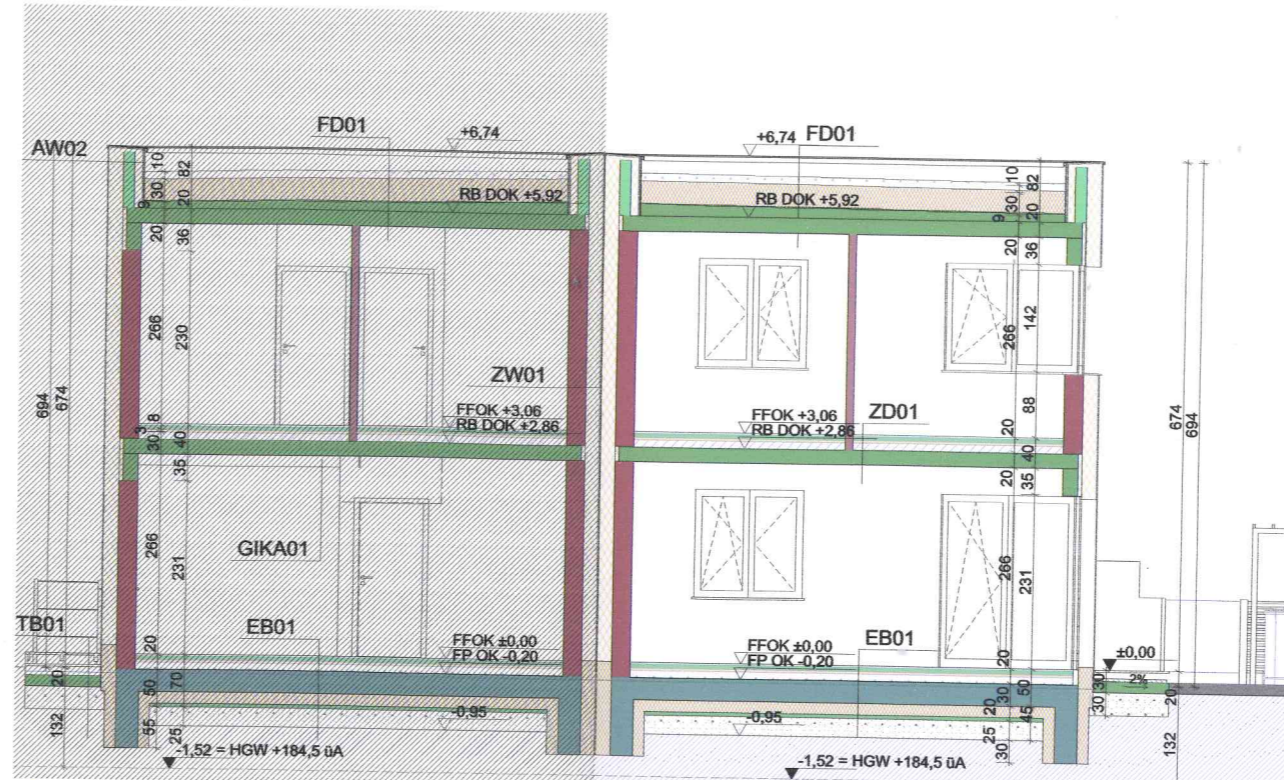 FD01
+6,74
+6,74
FD01
AW02
10
82
10
82
30
RB DOK +5,92
RB DOK +5,92
30
9
20
20
9
20
36
20
36
266
230
266
142
ZW01
694
674
674
694
FFOK +3,06
RB DOK +2,86
FFOK +3,06
RB DOK +2,86
ZD01
88
8
3
30
40
20
40
35
20
35
GIKA01
266
231
266
231
TB01
EB01
EB01
20
FFOK ±0,00
FP OK -0,20
FFOK ±0,00
FP OK -0,20
20
±0,00
2%
20
50
70
30
50
30
30
20
132
55
25
-0,95
-0,95
20
45
25
30
132
-1,52 = HGW +184,5 üA
-1,52 = HGW +184,5 üA